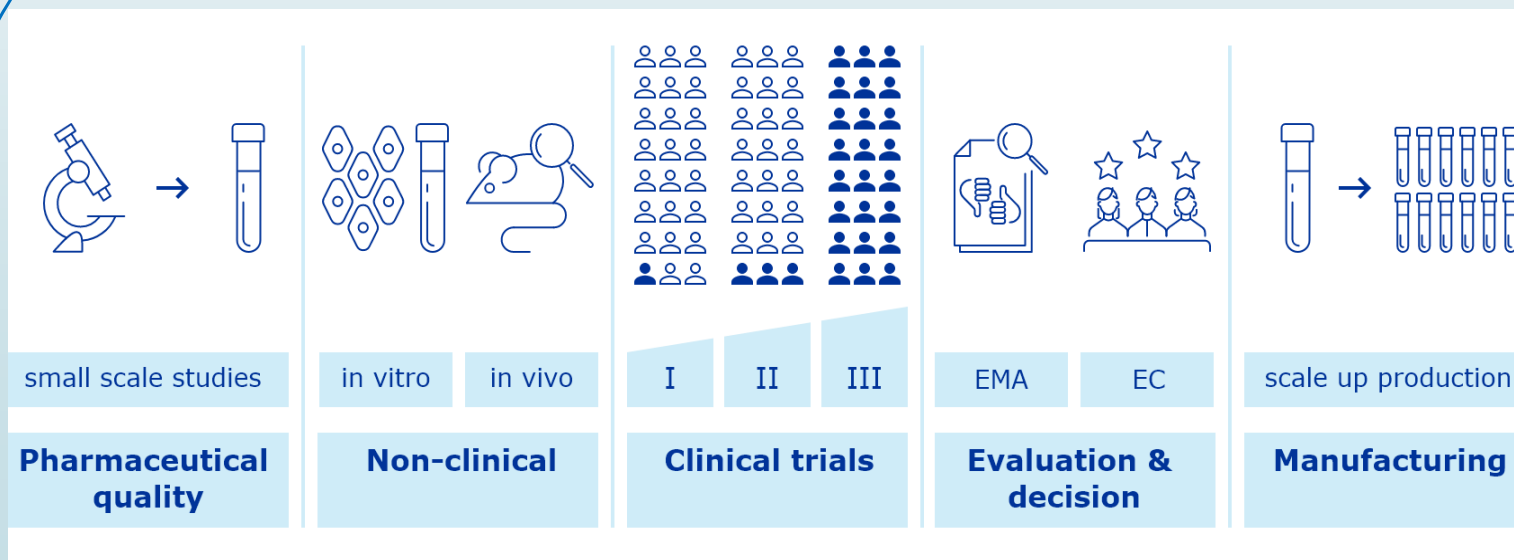 small scale studies
in vitro
in vivo
I
II
III
EMA
EC
scale up production
Pharmaceutical
quality
Non-clinical
Clinical trials
Evaluation &
decision
Manufacturing